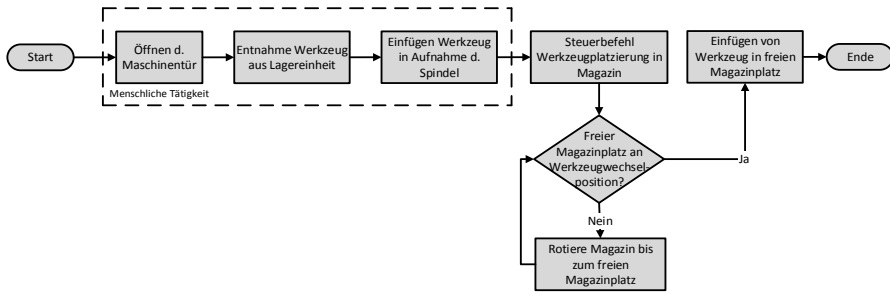 Start
Öffnen d.
Maschinentür
Entnahme Werkzeug
aus Lagereinheit
Einfügen Werkzeug
in Aufnahme d.
Spindel
Menschliche Tätigkeit
Steuerbefehl
Werkzeugplatzierung in
Magazin
Einfügen von
Werkzeug in freien
Magazinplatz
Ende
Freier
Magazinplatz an
Werkzeugwechsel-
position?
Ja
Nein
Rotiere Magazin bis
zum freien
Magazinplatz